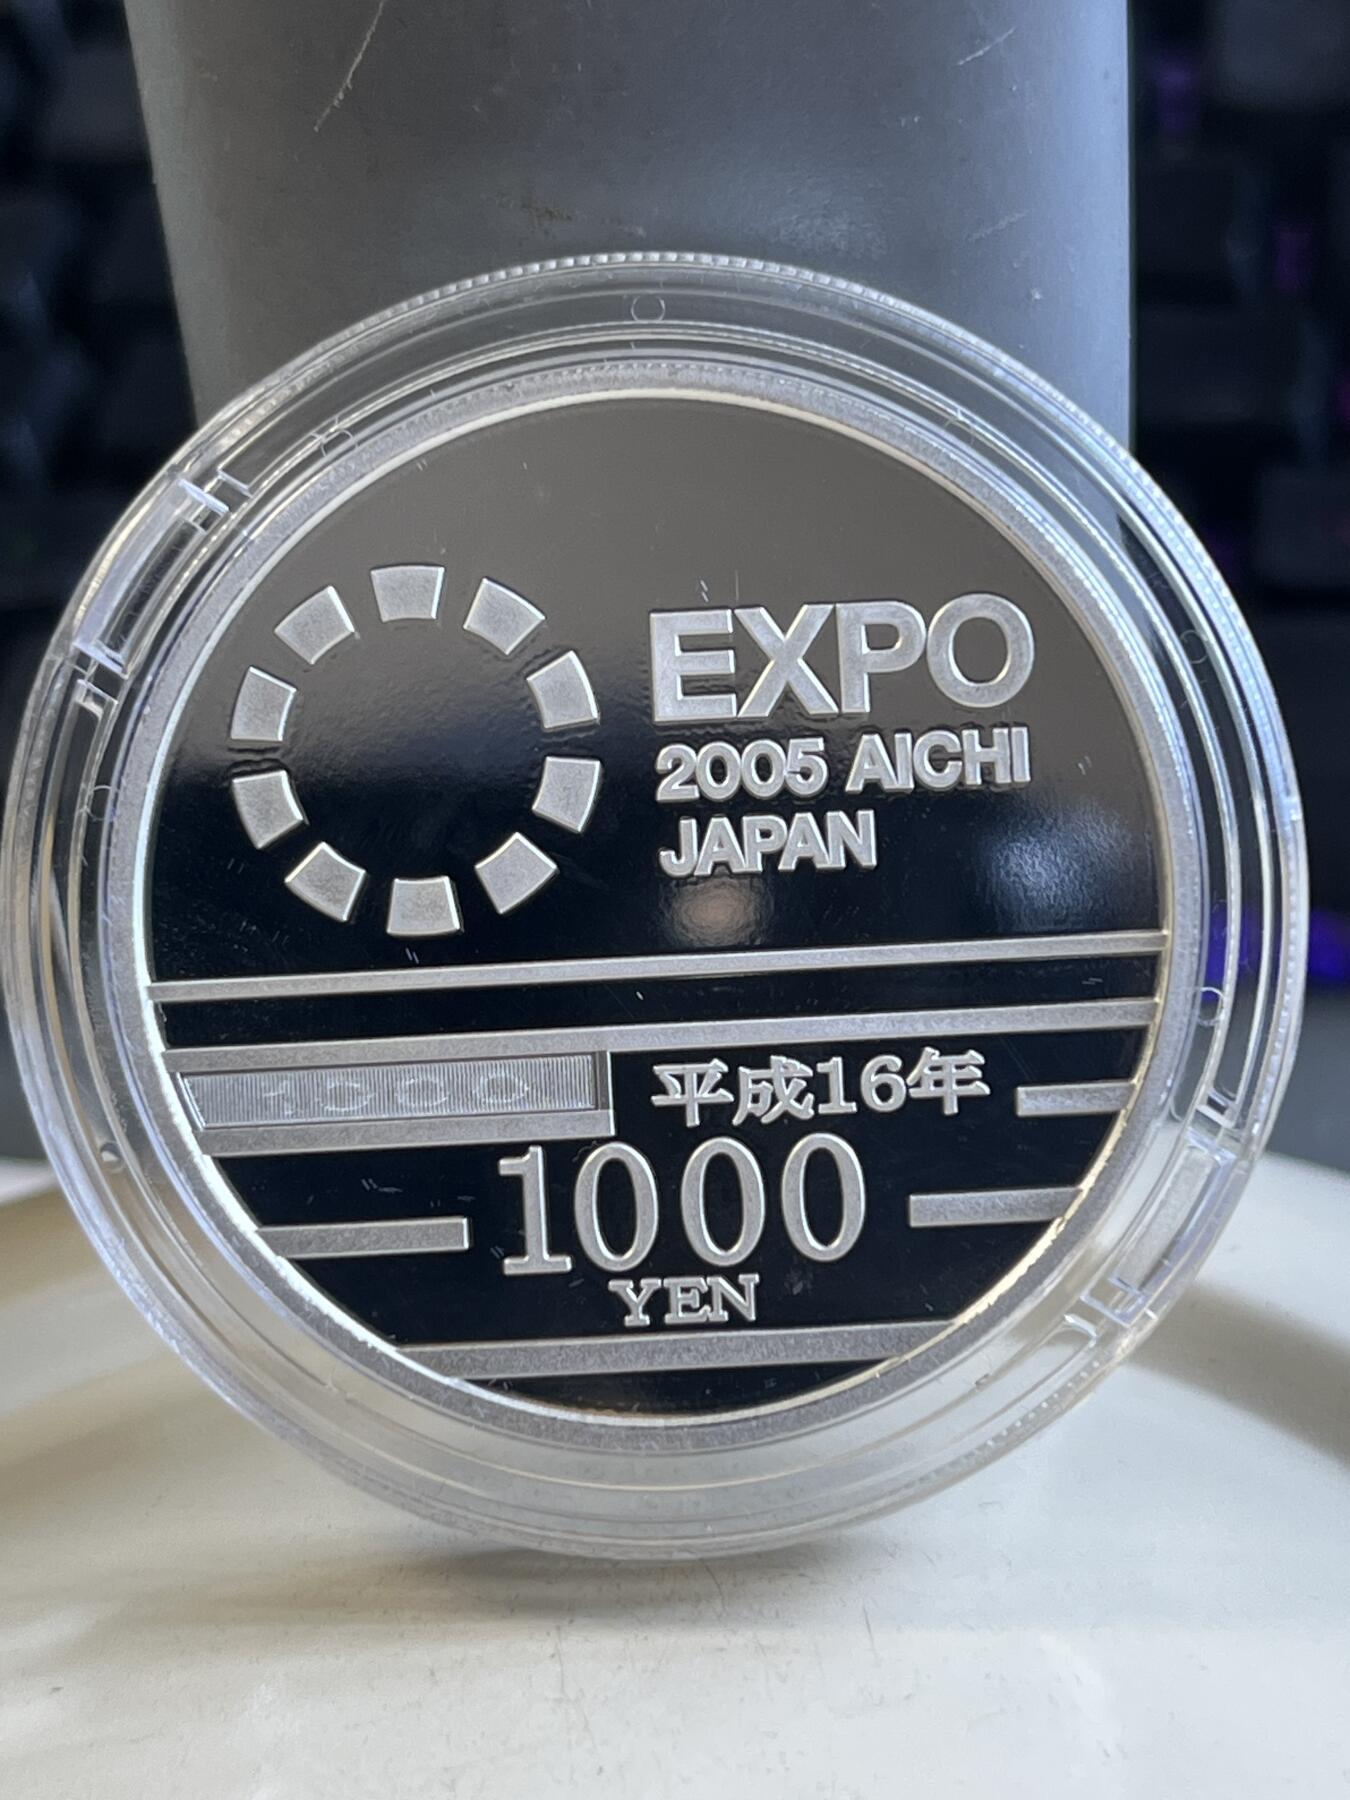 EXPO
2005 AICHI
JAPAN
1000
平成16年
1000
YEN